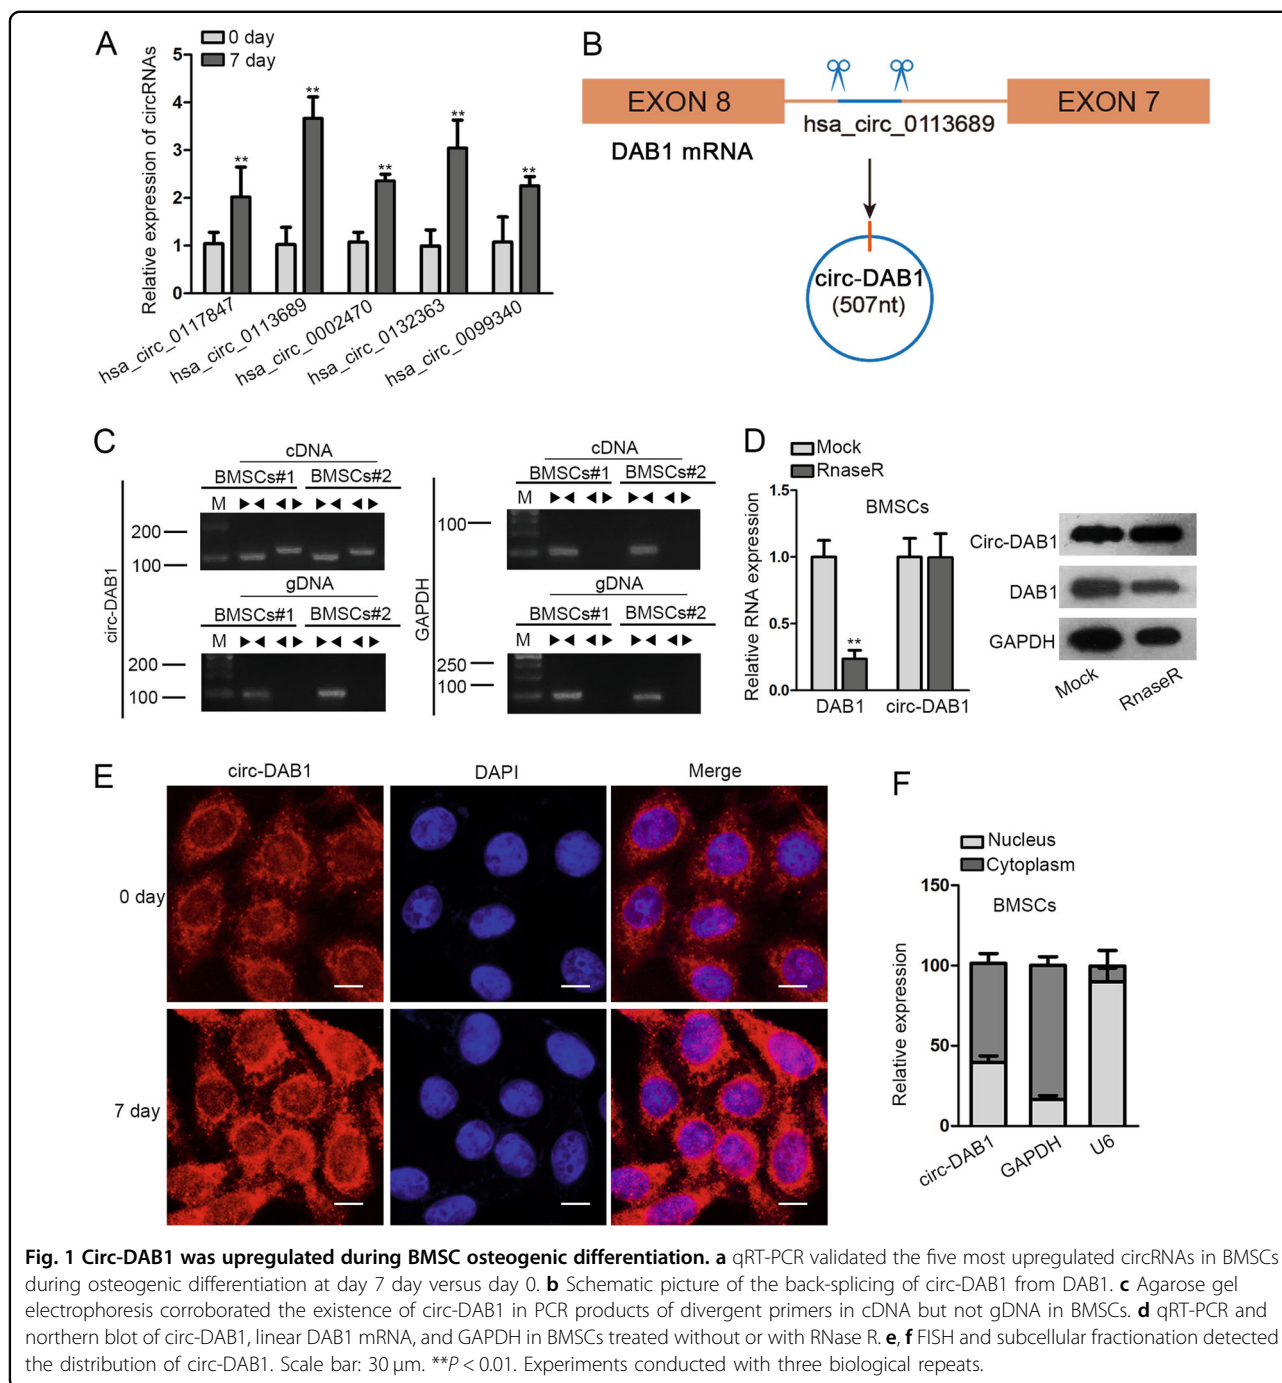 A
0 day
7 day
Relative expression of circRNAs
5
4
3
2
1
0
**
**
**
**
**
hsa_circ_0117847
hsa_circ_0113689
hsa_circ_0002470
hsa_circ_0132363
hsa_circ_0099340
B
EXON 8
EXON 7
hsa_circ_0113689
DAB1 mRNA
circ-DAB1
(507nt)
C
circ-DAB1
cDNA
BMSCs#1 BMSCs#2
M
200
100
gDNA
BMSCs#1 BMSCs#2
M
200
100
GAPDH
cDNA
BMSCs#1 BMSCs#2
M
100
gDNA
BMSCs#1 BMSCs#2
M
250
100
D
Mock
RnaseR
BMSCs
Relative RNA expression
1.5
1.0
0.5
0.0
**
DAB1 circ-DAB1
Circ-DAB1
DAB1
GAPDH
Mock RnaseR
E
circ-DAB1 DAPI Merge
0 day
7 day
F
Nucleus
Cytoplasm
BMSCs
Relative expression
150
100
50
0
circ-DAB1
GAPDH
U6
Fig. 1 Circ-DAB1 was upregulated during BMSC osteogenic differentiation. a qRT-PCR validated the five most upregulated circRNAs in BMSCs
during osteogenic differentiation at day 7 day versus day 0. b Schematic picture of the back-splicing of circ-DAB1 from DAB1. c Agarose gel
electrophoresis corroborated the existence of circ-DAB1 in PCR products of divergent primers in cDNA but not gDNA in BMSCs. d qRT-PCR and
northern blot of circ-DAB1, linear DAB1 mRNA, and GAPDH in BMSCs treated without or with RNase R. e, f FISH and subcellular fractionation detected
the distribution of circ-DAB1. Scale bar: 30 μm. **P < 0.01. Experiments conducted with three biological repeats.